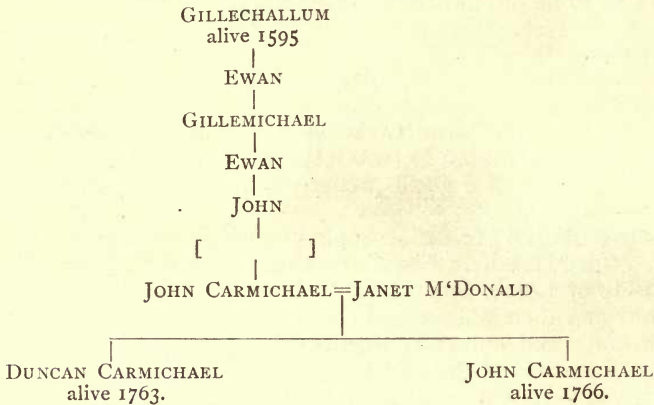 GILLECHALLUM
alive 1595
EWAN
GILLEMICHAEL
EWAN
JOHN
[ ]
JOHN CARMICHAEL=JANET M‘DONALD
DUNCAN CARMICHAEL JOHN CARMICHAEL
alive 1763. alive 1766.